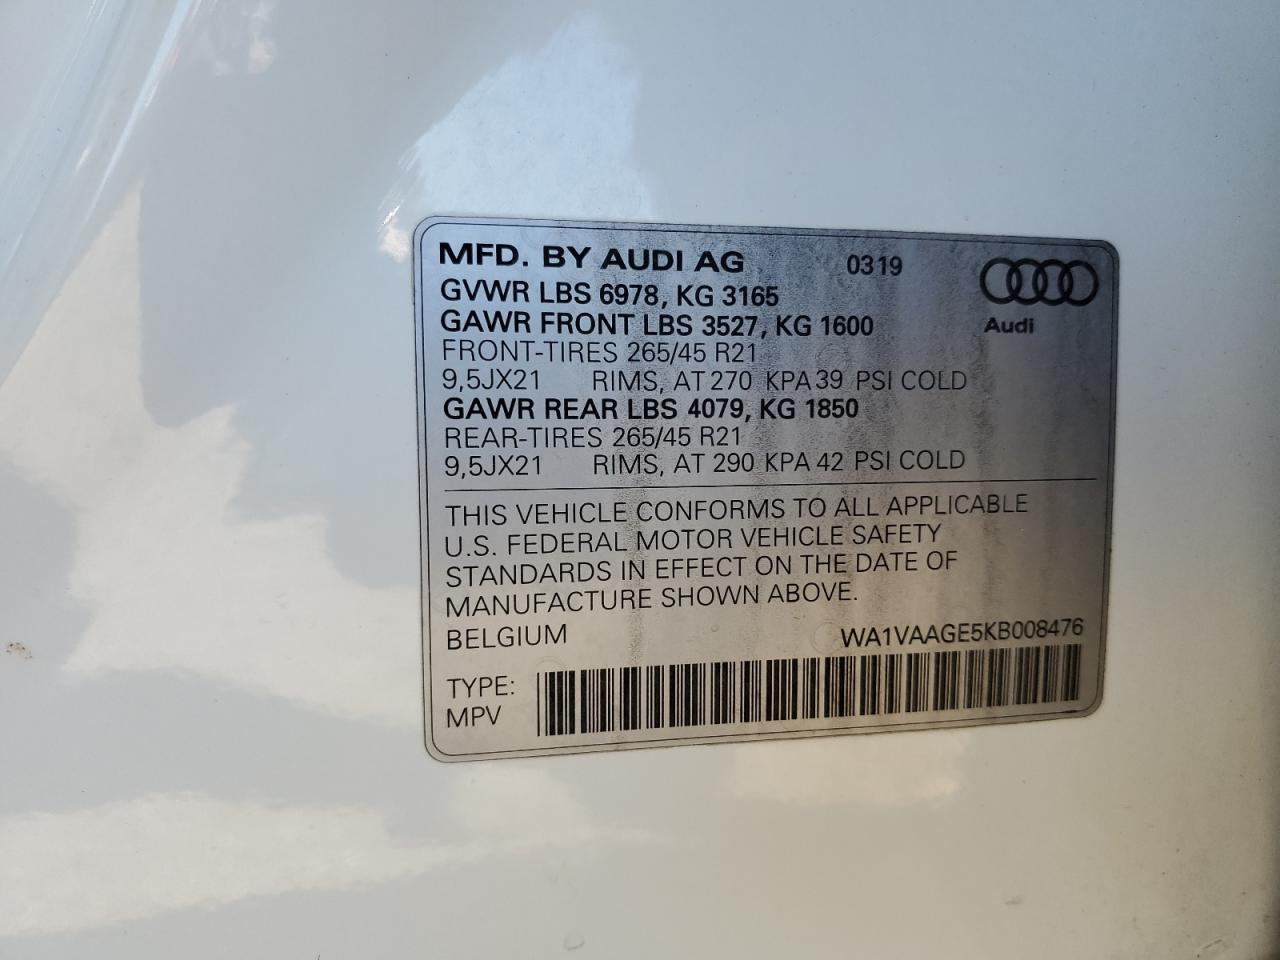 MFD. BY AUDI AG 0319
GVWR LBS 6978, KG 3165
GAWR FRONT LBS 3527, KG 1600
Audi
FRONT-TIRES 265/45 R21
9,5JX21 RIMS, AT 270 KPA 39 PSI COLD
GAWR REAR LBS 4079, KG 1850
REAR-TIRES 265/45 R21
9,5JX21 RIMS, AT 290 KPA 42 PSI COLD
THIS VEHICLE CONFORMS TO ALL APPLICABLE
U.S. FEDERAL MOTOR VEHICLE SAFETY
STANDARDS IN EFFECT ON THE DATE OF
MANUFACTURE SHOWN ABOVE.
BELGIUM WA1VAAGE5KB008476
TYPE:
MPV